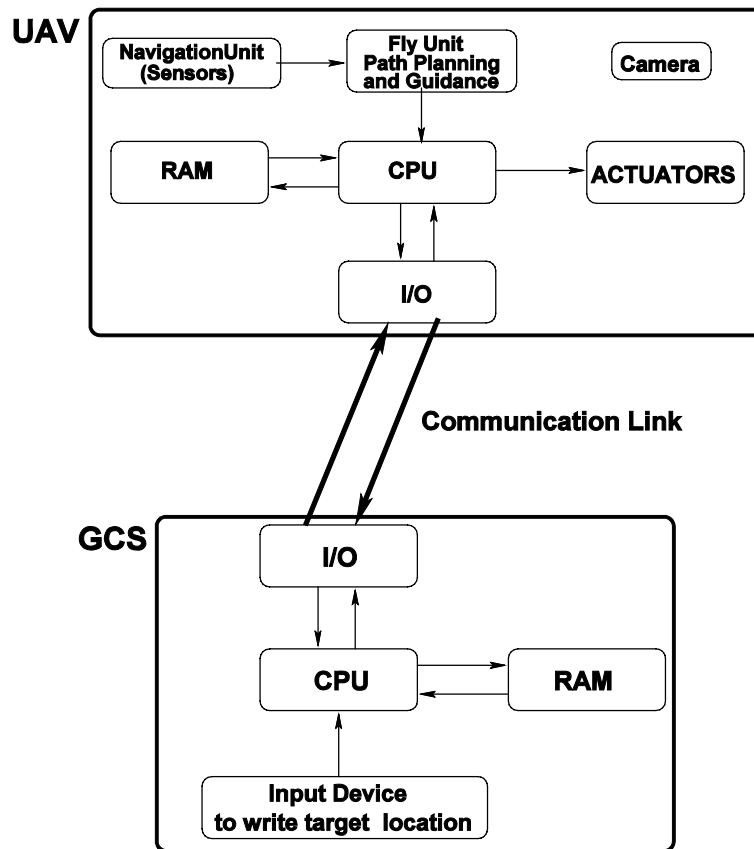 UAV
NavigationUnit
(Sensors)
Fly Unit
Path Planning
and Guidance
Camera
RAM
CPU
ACTUATORS
I/O
Communication Link
GCS
I/O
CPU
RAM
Input Device
to write target location